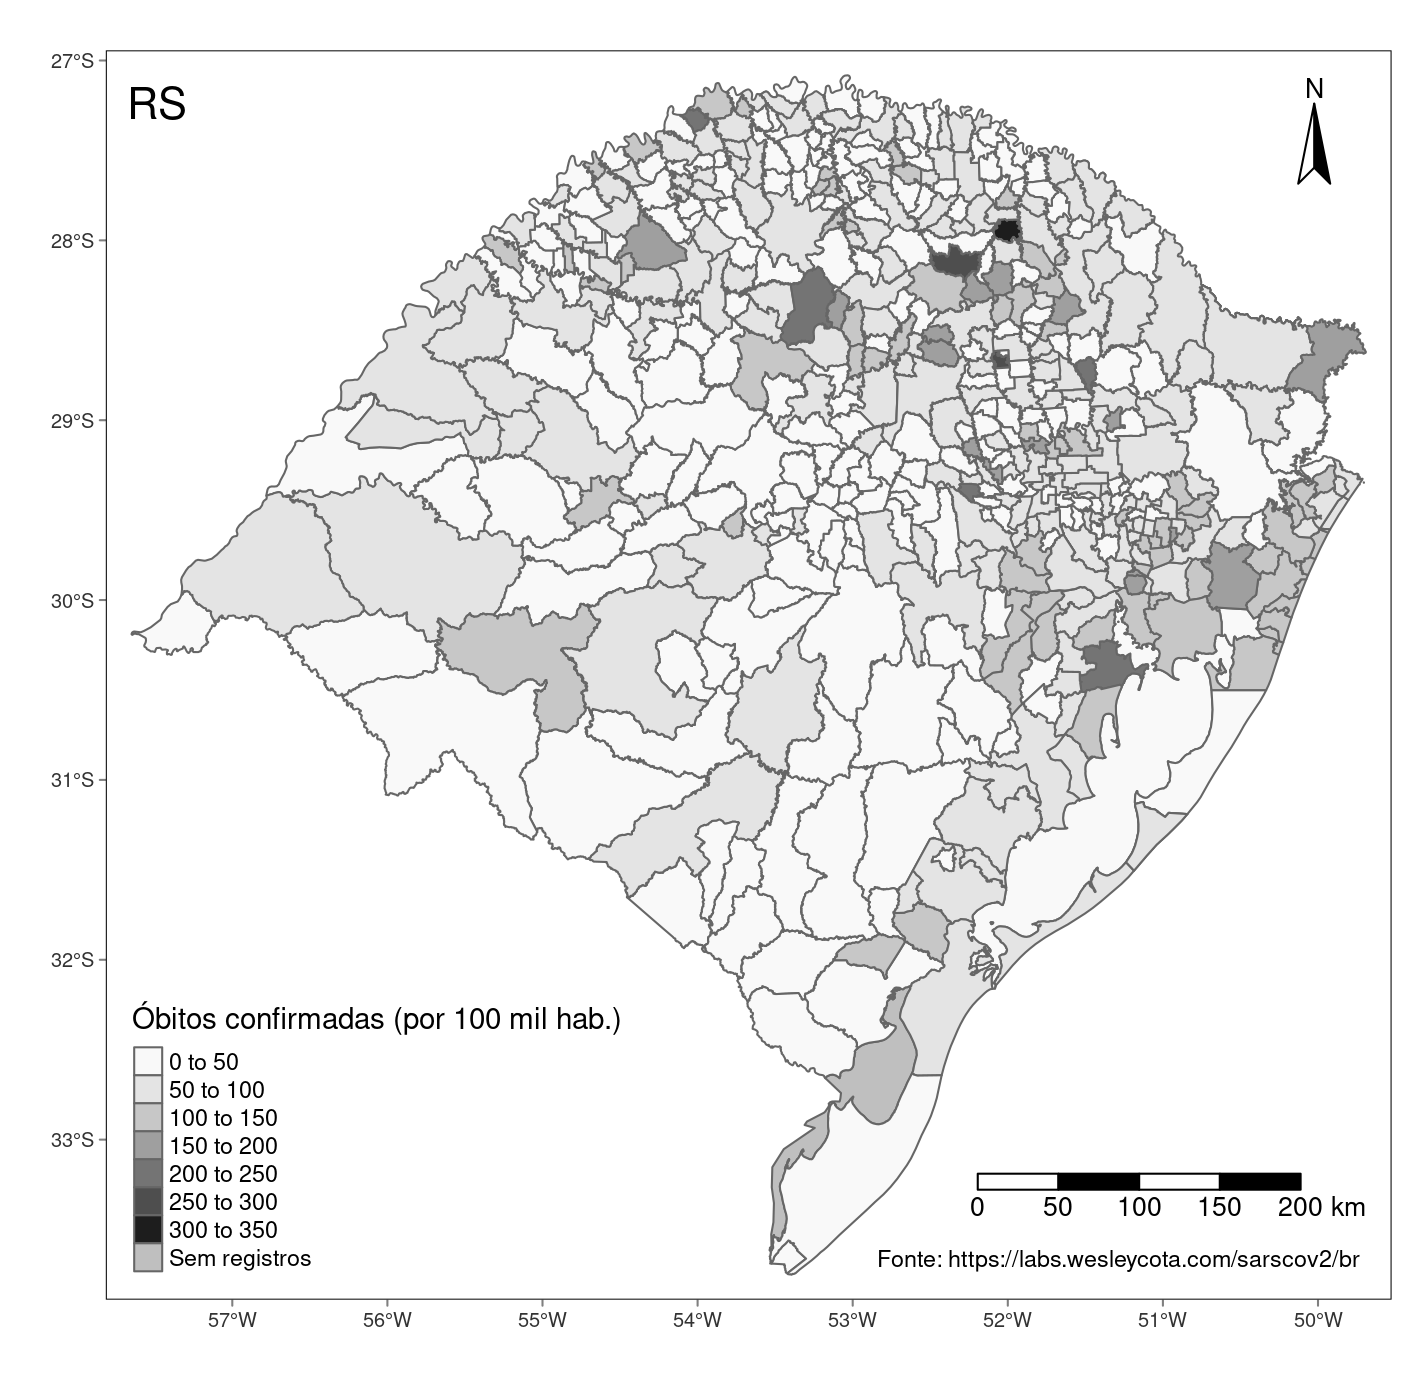 RS
N
27°S
28°S
29°S
30°S
31°S
32°S
33°S
Óbitos confirmadas (por 100 mil hab.)
0 to 50
50 to 100
100 to 150
150 to 200
200 to 250
250 to 300
300 to 350
Sem registros
0 50 100 150 200 km
Fonte: https://labs.wesleycota.com/sarscov2/br
57°W 56°W 55°W 54°W 53°W 52°W 51°W 50°W